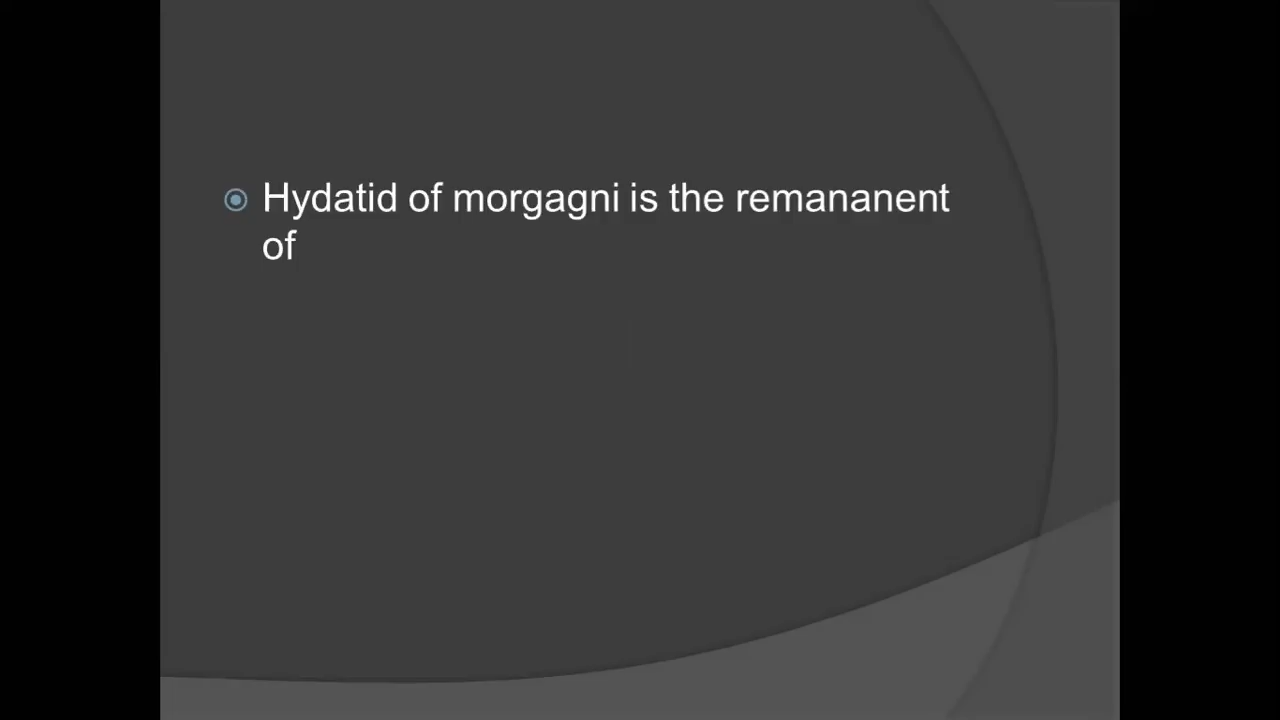 Hydatid of morgagni is the remananent
of